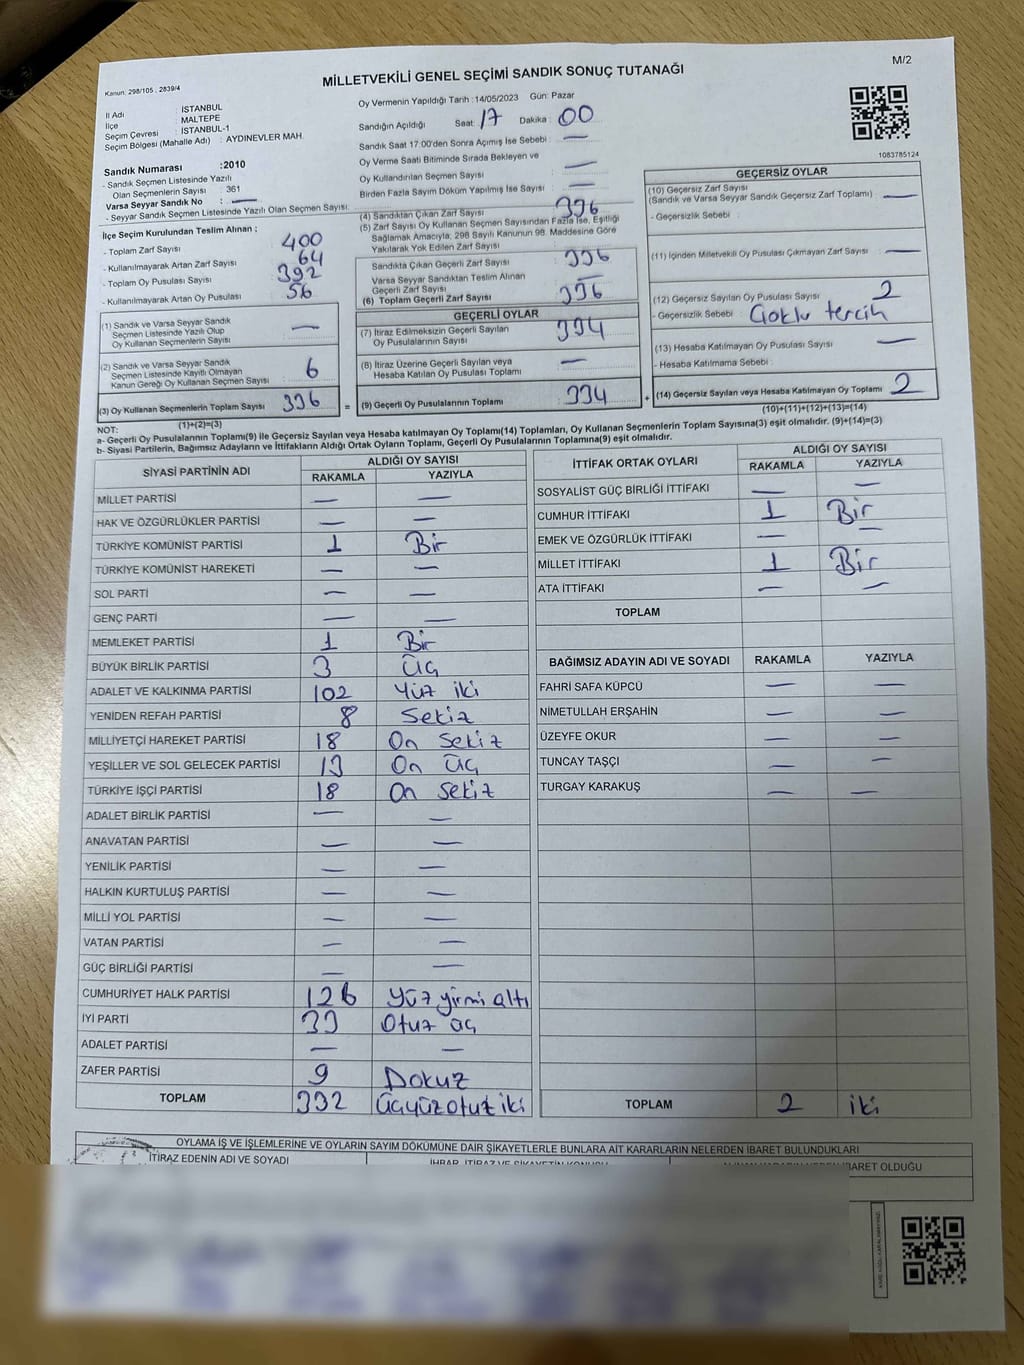 M/2
Kanun: 298/105 , 2839/4
MİLLETVEKİLİ GENEL SEÇİMİ SANDIK SONUÇ TUTANAĞI
İl Adı : İSTANBUL
İlçe : MALTEPE
Seçim Çevresi : İSTANBUL-1
Seçim Bölgesi (Mahalle Adı) : AYDINEVLER MAH.
Sandık Numarası :2010
- Sandık Seçmen Listesinde Yazılı
Olan Seçmenlerin Sayısı : 361
Varsa Seyyar Sandık No : —
- Seyyar Sandık Seçmen Listesinde Yazılı Olan Seçmen Sayısı:
Oy Vermenin Yapıldığı Tarih :14/05/2023 Gün: Pazar
Sandığın Açıldığı Saat : 17 Dakika : 00
Sandık Saat 17:00'den Sonra Açımış İse Sebebi : —
Oy Verme Saati Bitiminde Sırada Bekleyen ve
Oy Kullandırılan Seçmen Sayısı : —
Birden Fazla Sayım Döküm Yapılmış İse Sayısı : —
1083785124
İlçe Seçim Kurulundan Teslim Alınan ;
- Toplam Zarf Sayısı : 400
- Kullanılmayarak Artan Zarf Sayısı : 64
- Toplam Oy Pusulası Sayısı : 392
- Kullanılmayarak Artan Oy Pusulası : 56
(1) Sandık ve Varsa Seyyar Sandık
Seçmen Listesinde Yazılı Olup
Oy Kullanan Seçmenlerin Sayısı : —
(2) Sandık ve Varsa Seyyar Sandık
Seçmen Listesinde Kayıtlı Olmayan
Kanun Gereği Oy Kullanan Seçmen Sayısı : 6
(3) Oy Kullanan Seçmenlerin Toplam Sayısı : 336
(1)+(2)=(3)
(4) Sandıktan Çıkan Zarf Sayısı : 336
(5) Zarf Sayısı Oy Kullanan Seçmen Sayısından Fazla İse, Eşitliği
Sağlamak Amacıyla, 298 Sayılı Kanunun 98. Maddesine Göre
Yakılarak Yok Edilen Zarf Sayısı :
Sandıkta Çıkan Geçerli Zarf Sayısı : 336
Varsa Seyyar Sandıktan Teslim Alınan
Geçerli Zarf Sayısı : —
(6) Toplam Geçerli Zarf Sayısı : 336
GEÇERLİ OYLAR
(7) İtiraz Edilmeksizin Geçerli Sayılan
Oy Pusulalarının Sayısı : 334
(8) İtiraz Üzerine Geçerli Sayılan veya
Hesaba Katılan Oy Pusulası Toplamı : —
= (9) Geçerli Oy Pusulalarının Toplamı : 334 +
GEÇERSİZ OYLAR
(10) Geçersiz Zarf Sayısı
(Sandık ve Varsa Seyyar Sandık Geçersiz Zarf Toplamı) : —
- Geçersizlik Sebebi :
(11) İçinden Milletvekili Oy Pusulası Çıkmayan Zarf Sayısı : —
(12) Geçersiz Sayılan Oy Pusulası Sayısı : 2
- Geçersizlik Sebebi : Çoklu tercih
(13) Hesaba Katılmayan Oy Pusulası Sayısı : —
- Hesaba Katılmama Sebebi :
(14) Geçersiz Sayılan veya Hesaba Katılmayan Oy Toplamı : 2
(10)+(11)+(12)+(13)=(14)
NOT:
a- Geçerli Oy Pusulalarının Toplamı(9) ile Geçersiz Sayılan veya Hesaba katılmayan Oy Toplamı(14) Toplamları, Oy Kullanan Seçmenlerin Toplam Sayısına(3) eşit olmalıdır. (9)+(14)=(3)
b- Siyasi Partilerin, Bağımsız Adayların ve İttifakların Aldığı Ortak Oyların Toplamı, Geçerli Oy Pusulalarının Toplamına(9) eşit olmalıdır.
SİYASİ PARTİNİN ADI ALDIĞI OY SAYISI
RAKAMLA YAZIYLA
MİLLET PARTİSİ — —
HAK VE ÖZGÜRLÜKLER PARTİSİ — —
TÜRKİYE KOMÜNİST PARTİSİ 1 Bir
TÜRKİYE KOMÜNİST HAREKETİ — —
SOL PARTİ — —
GENÇ PARTİ — —
MEMLEKET PARTİSİ 1 Bir
BÜYÜK BİRLİK PARTİSİ 3 Üç
ADALET VE KALKINMA PARTİSİ 102 Yüz iki
YENİDEN REFAH PARTİSİ 8 Sekiz
MİLLİYETÇİ HAREKET PARTİSİ 18 On Sekiz
YEŞİLLER VE SOL GELECEK PARTİSİ 13 On Üç
TÜRKİYE İŞÇİ PARTİSİ 18 On Sekiz
ADALET BİRLİK PARTİSİ — —
ANAVATAN PARTİSİ — —
YENİLİK PARTİSİ — —
HALKIN KURTULUŞ PARTİSİ — —
MİLLİ YOL PARTİSİ — —
VATAN PARTİSİ — —
GÜÇ BİRLİĞİ PARTİSİ — —
CUMHURİYET HALK PARTİSİ 126 Yüz yirmi altı
İYİ PARTİ 33 Otuz üç
ADALET PARTİSİ — —
ZAFER PARTİSİ 9 Dokuz
TOPLAM 332 Üçyüzotuz iki
İTTİFAK ORTAK OYLARI ALDIĞI OY SAYISI
RAKAMLA YAZIYLA
SOSYALİST GÜÇ BİRLİĞİ İTTİFAKI — —
CUMHUR İTTİFAKI 1 Bir
EMEK VE ÖZGÜRLÜK İTTİFAKI — —
MİLLET İTTİFAKI 1 Bir
ATA İTTİFAKI — —
TOPLAM
BAĞIMSIZ ADAYIN ADI VE SOYADI RAKAMLA YAZIYLA
FAHRİ SAFA KÜPCÜ — —
NİMETULLAH ERŞAHİN — —
ÜZEYFE OKUR — —
TUNCAY TAŞÇI — —
TURGAY KARAKUŞ — —
TOPLAM 2 iki
OYLAMA İŞ VE İŞLEMLERİNE VE OYLARIN SAYIM DÖKÜMÜNE DAİR ŞİKAYETLERLE BUNLARA AİT KARARLARIN NELERDEN İBARET BULUNDUKLARI
İTİRAZ EDENİN ADI VE SOYADI
İHBAR, İTİRAZ VE ŞİKAYETİN KONUSU
İBARET OLDUĞU